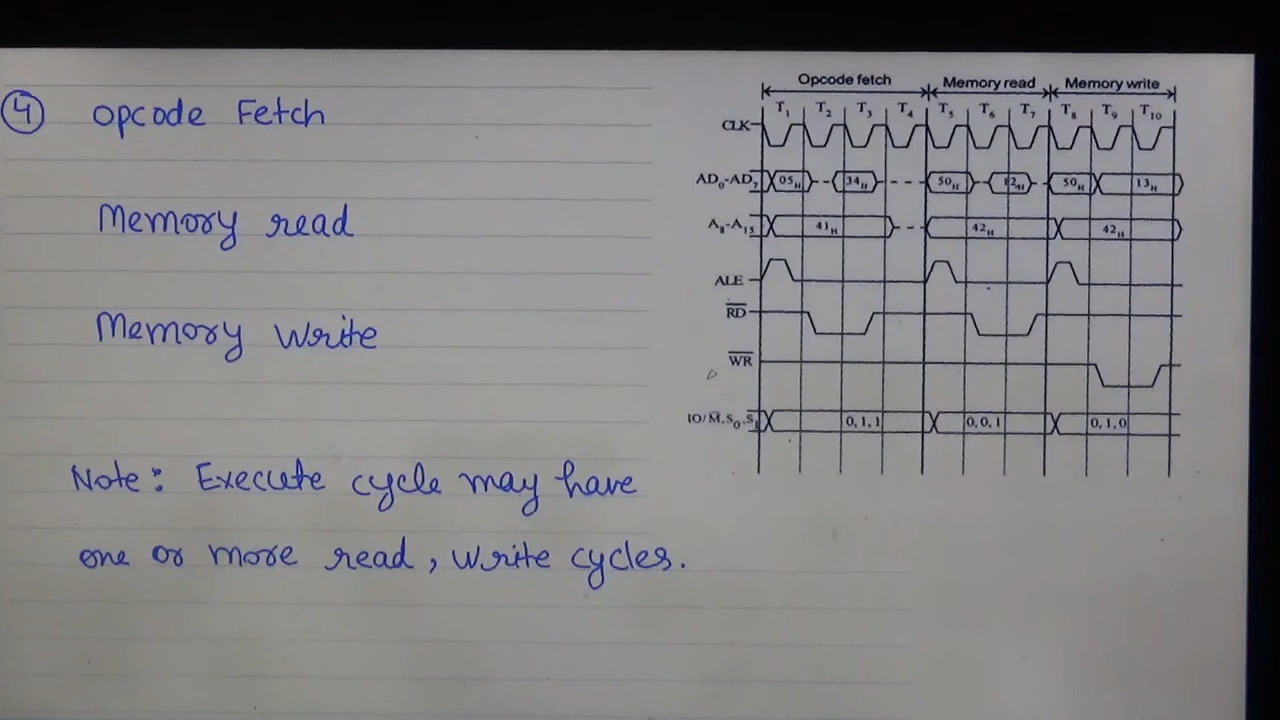 ④ Opcode Fetch
Memory read
Memory Write
Note: Execute cycle may have
one or more read, write cycles.
Opcode fetch Memory read Memory write
T₁ T₂ T₃ T₄ T₅ T₆ T₇ T₈ T₉ T₁₀
CLK
AD₀-AD₇ 05H 34H 50H 12H 50H 13H
A₈-A₁₅ 41H 42H 42H
ALE
R̅D̅
W̅R̅
IO/M̅.S₀.S₁ 0, 1, 1 0, 0, 1 0, 1, 0